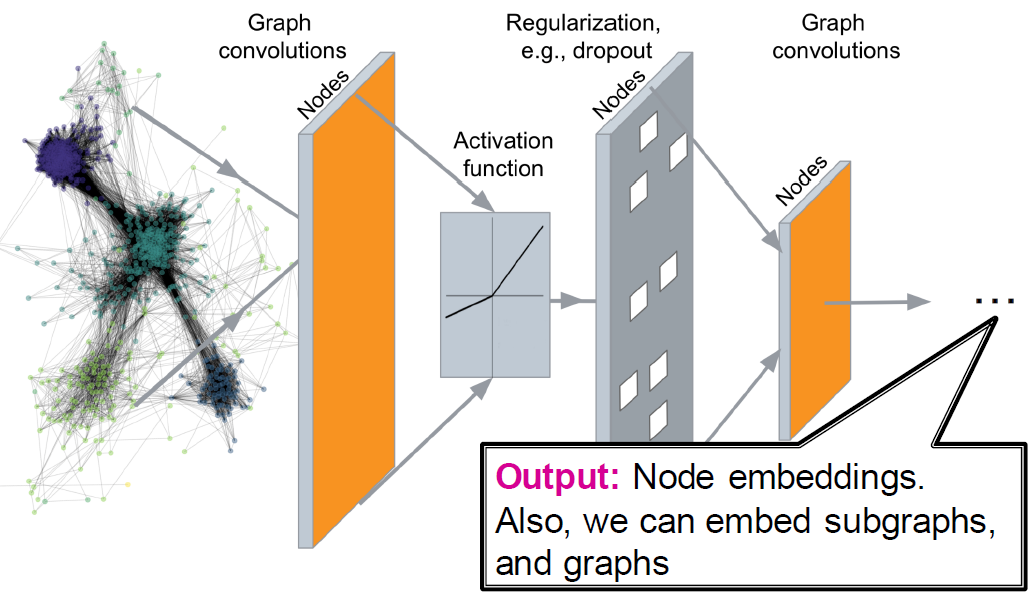 Graph
convolutions
Nodes
Activation
function
Regularization,
e.g., dropout
Nodes
Graph
convolutions
Nodes
...
Output: Node embeddings.
Also, we can embed subgraphs,
and graphs